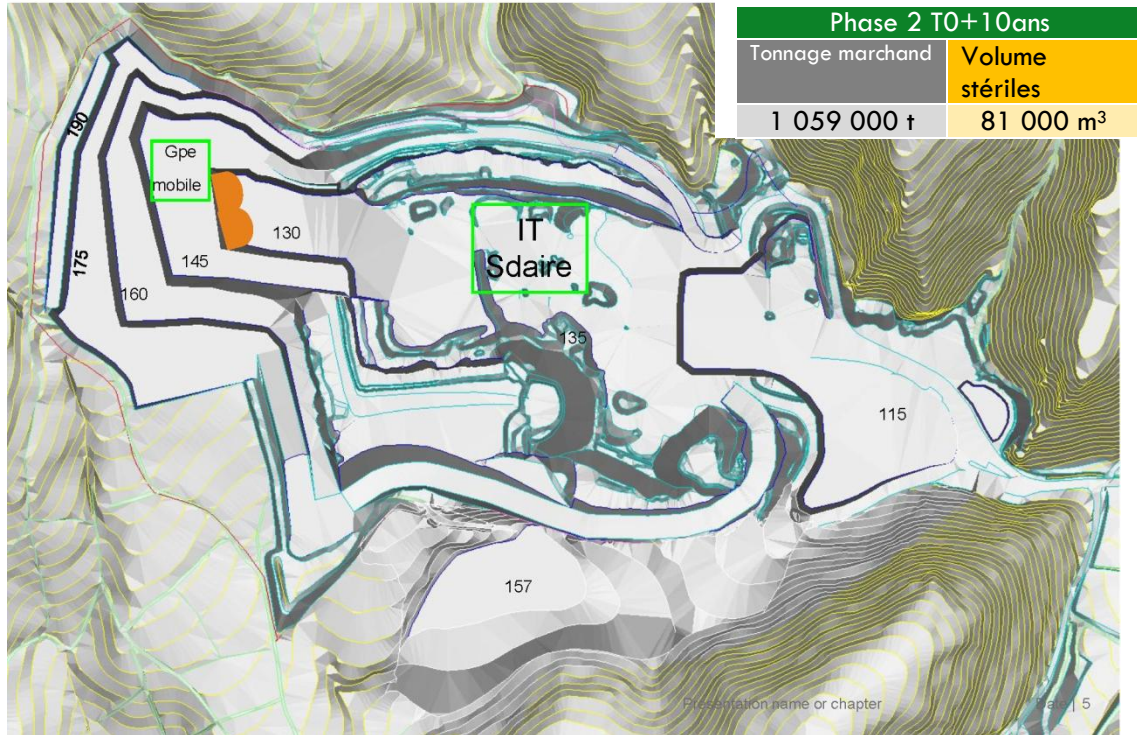 Phase 2 T0+10ans
Tonnage marchand
Volume
stériles
1 059 000 t
81 000 m³
190
Gpe
mobile
130
IT
Sdaire
175
145
160
135
115
157
Presentation name or chapter
Date | 5